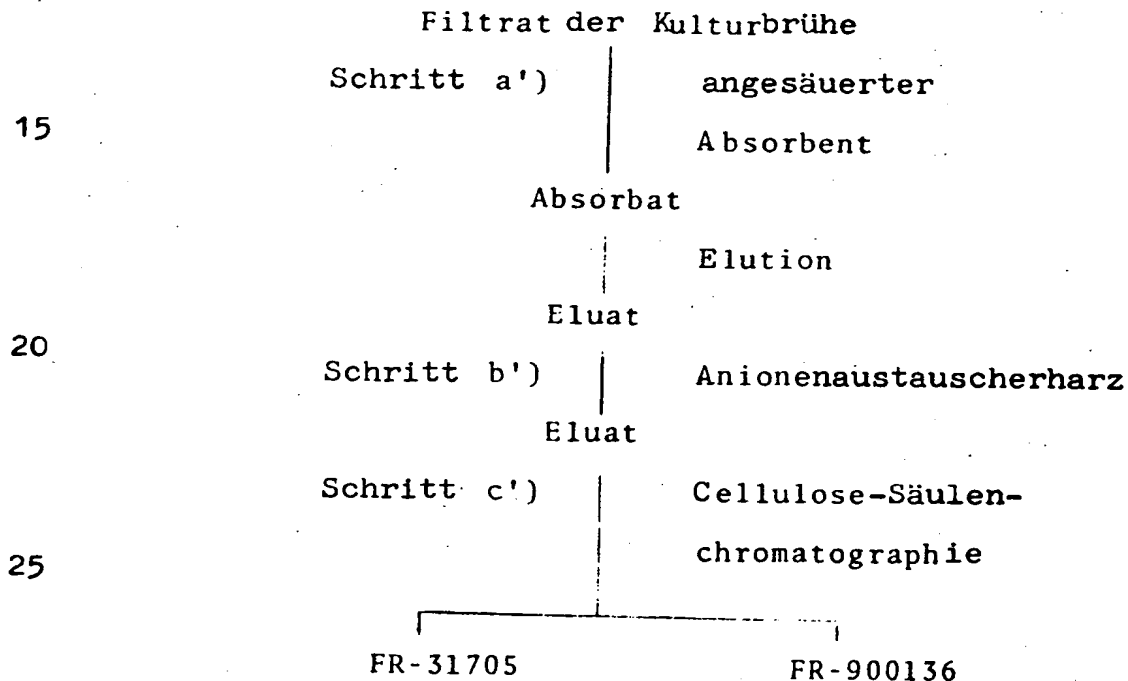 Filtrat der Kulturbrühe
Schritt a') angesäuerter
15
Absorbent
Absorbat
Elution
Eluat
20
Schritt b') Anionenaustauscherharz
Eluat
Schritt c') Cellulose-Säulen-
25 chromatographie
FR-31705 FR-900136